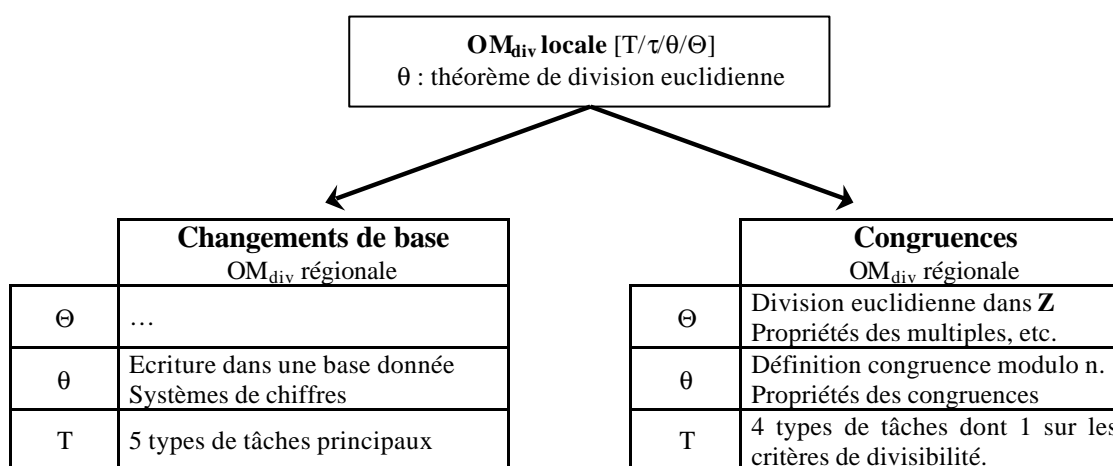 OMdiv locale [T/τ/θ/Θ]
θ : théorème de division euclidienne
Changements de base
OMdiv régionale
Θ …
θ Ecriture dans une base donnée
Systèmes de chiffres
T 5 types de tâches principaux
Congruences
OMdiv régionale
Θ Division euclidienne dans Z
Propriétés des multiples, etc.
θ Définition congruence modulo n.
Propriétés des congruences
T 4 types de tâches dont 1 sur les
critères de divisibilité.